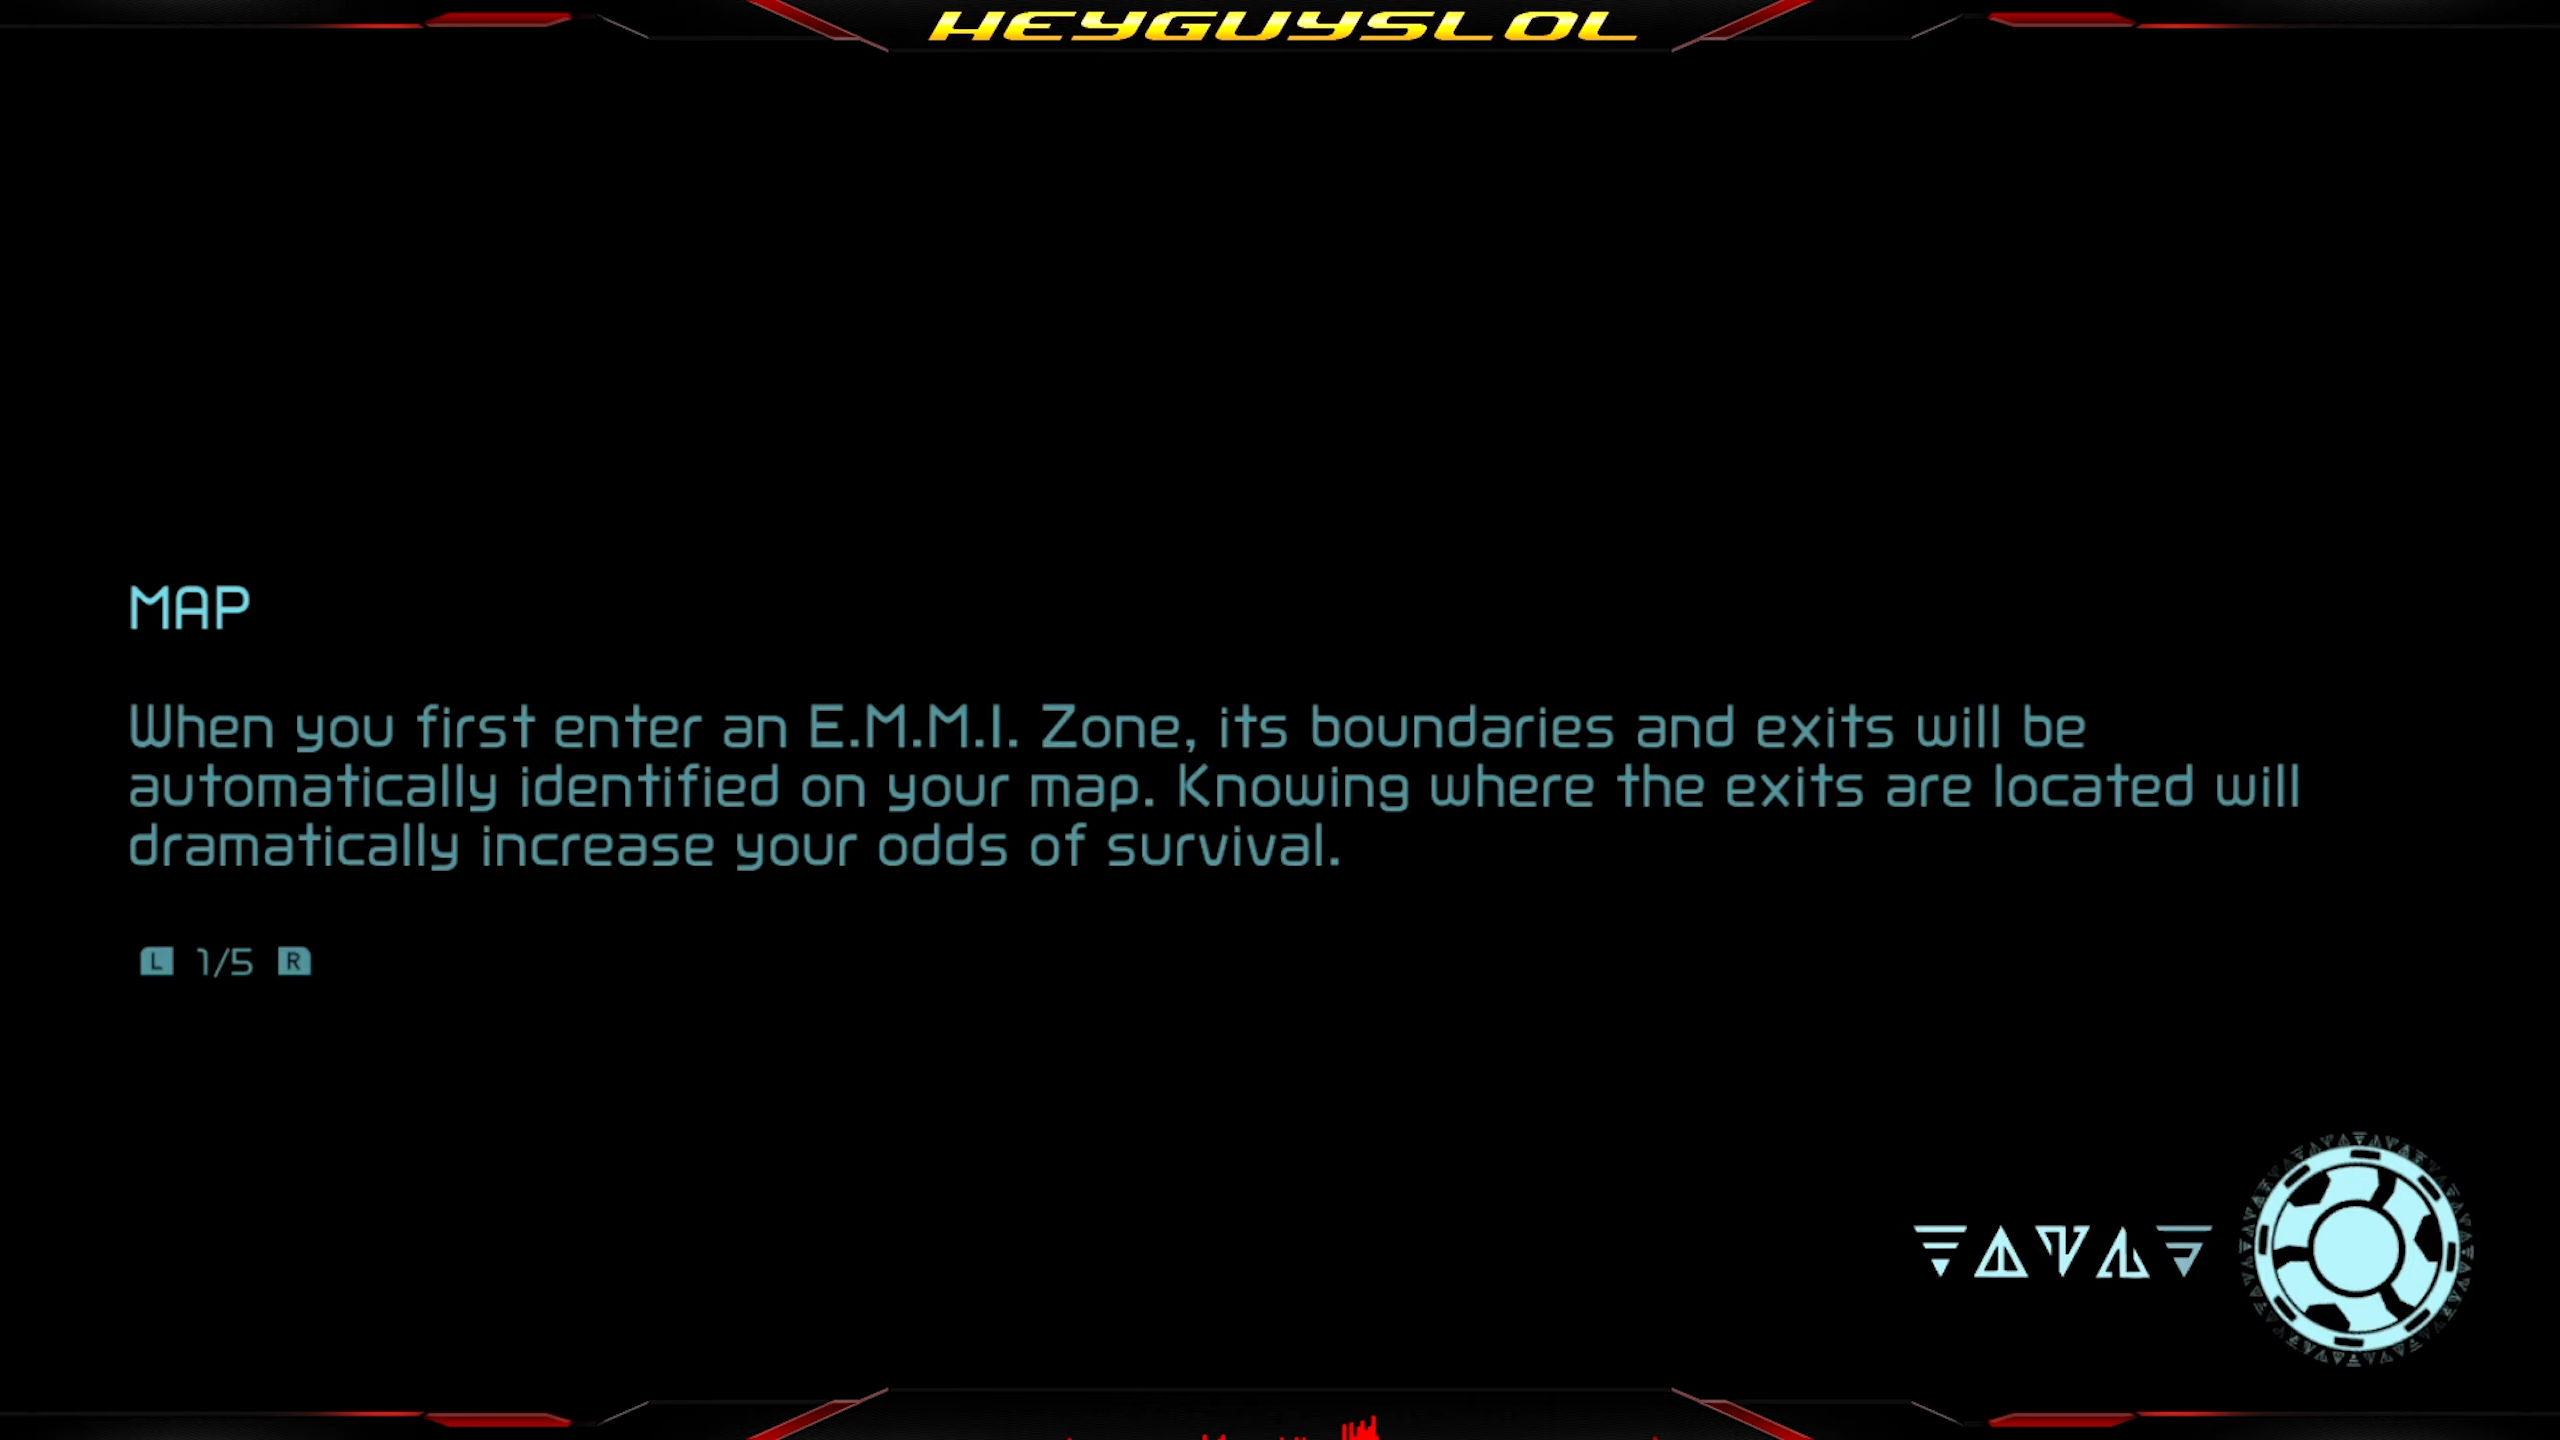 HEYGUYSLOL
MAP
When you first enter an E.M.M.I. Zone, its boundaries and exits will be
automatically identified on your map. Knowing where the exits are located will
dramatically increase your odds of survival.
L 1/5 R